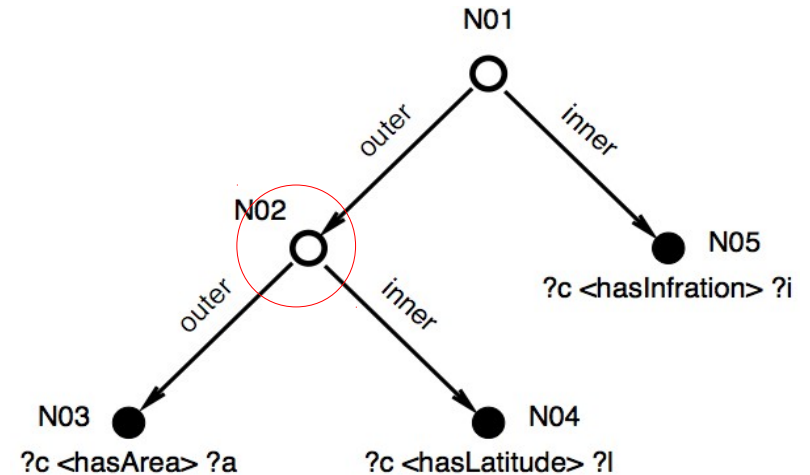 N01
outer
inner
N02
N05
?c <hasInfration> ?i
outer
inner
N03
N04
?c <hasArea> ?a
?c <hasLatitude> ?l